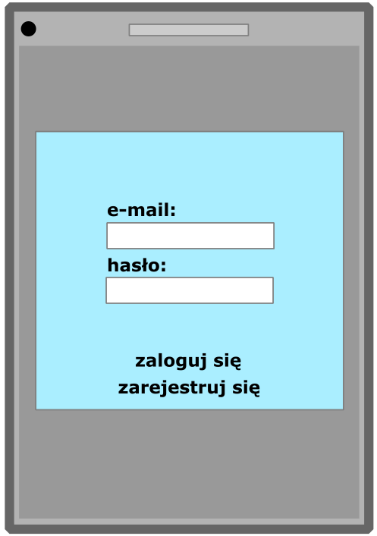 e-mail:
hasło:
zaloguj się
zarejestruj się